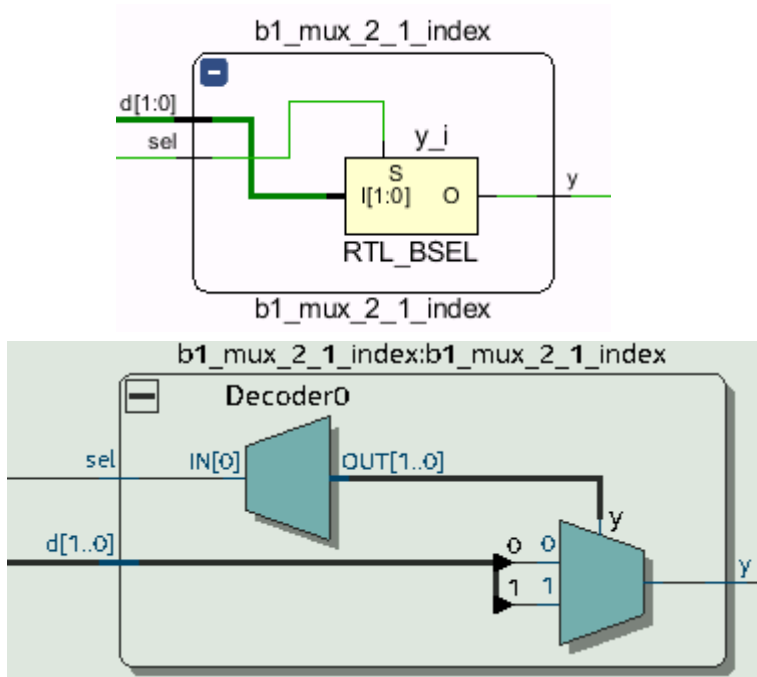 b1_mux_2_1_index
d[1:0]
sel
y_i
S
I[1:0] O
y
RTL_BSEL
b1_mux_2_1_index
b1_mux_2_1_index:b1_mux_2_1_index
Decoder0
sel IN[0] OUT[1..0]
y
d[1..0] 0 0
1 1
y